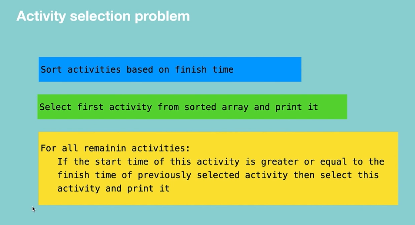 Activity selection problem
Sort activities based on finish time
Select first activity from sorted array and print it
For all remainin activities:
If the start time of this activity is greater or equal to the
finish time of previously selected activity then select this
activity and print it